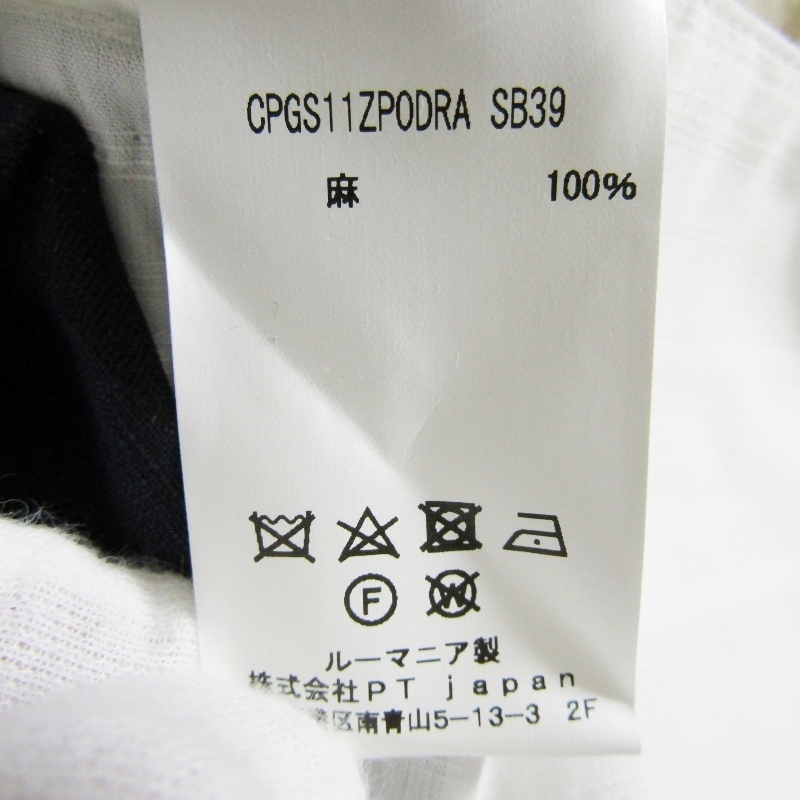 CPGS11ZPODRA SB39
麻 100%
F
W
ルーマニア製
株式会社PT japan
区南青山5-13-3 2F